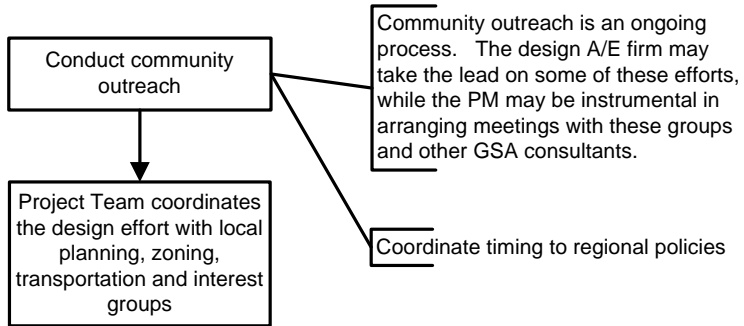 Conduct community
outreach
Community outreach is an ongoing
process.   The design A/E firm may
take the lead on some of these efforts,
while the PM may be instrumental in
arranging meetings with these groups
and other GSA consultants.
Project Team coordinates
the design effort with local
planning, zoning,
transportation and interest
groups
Coordinate timing to regional policies